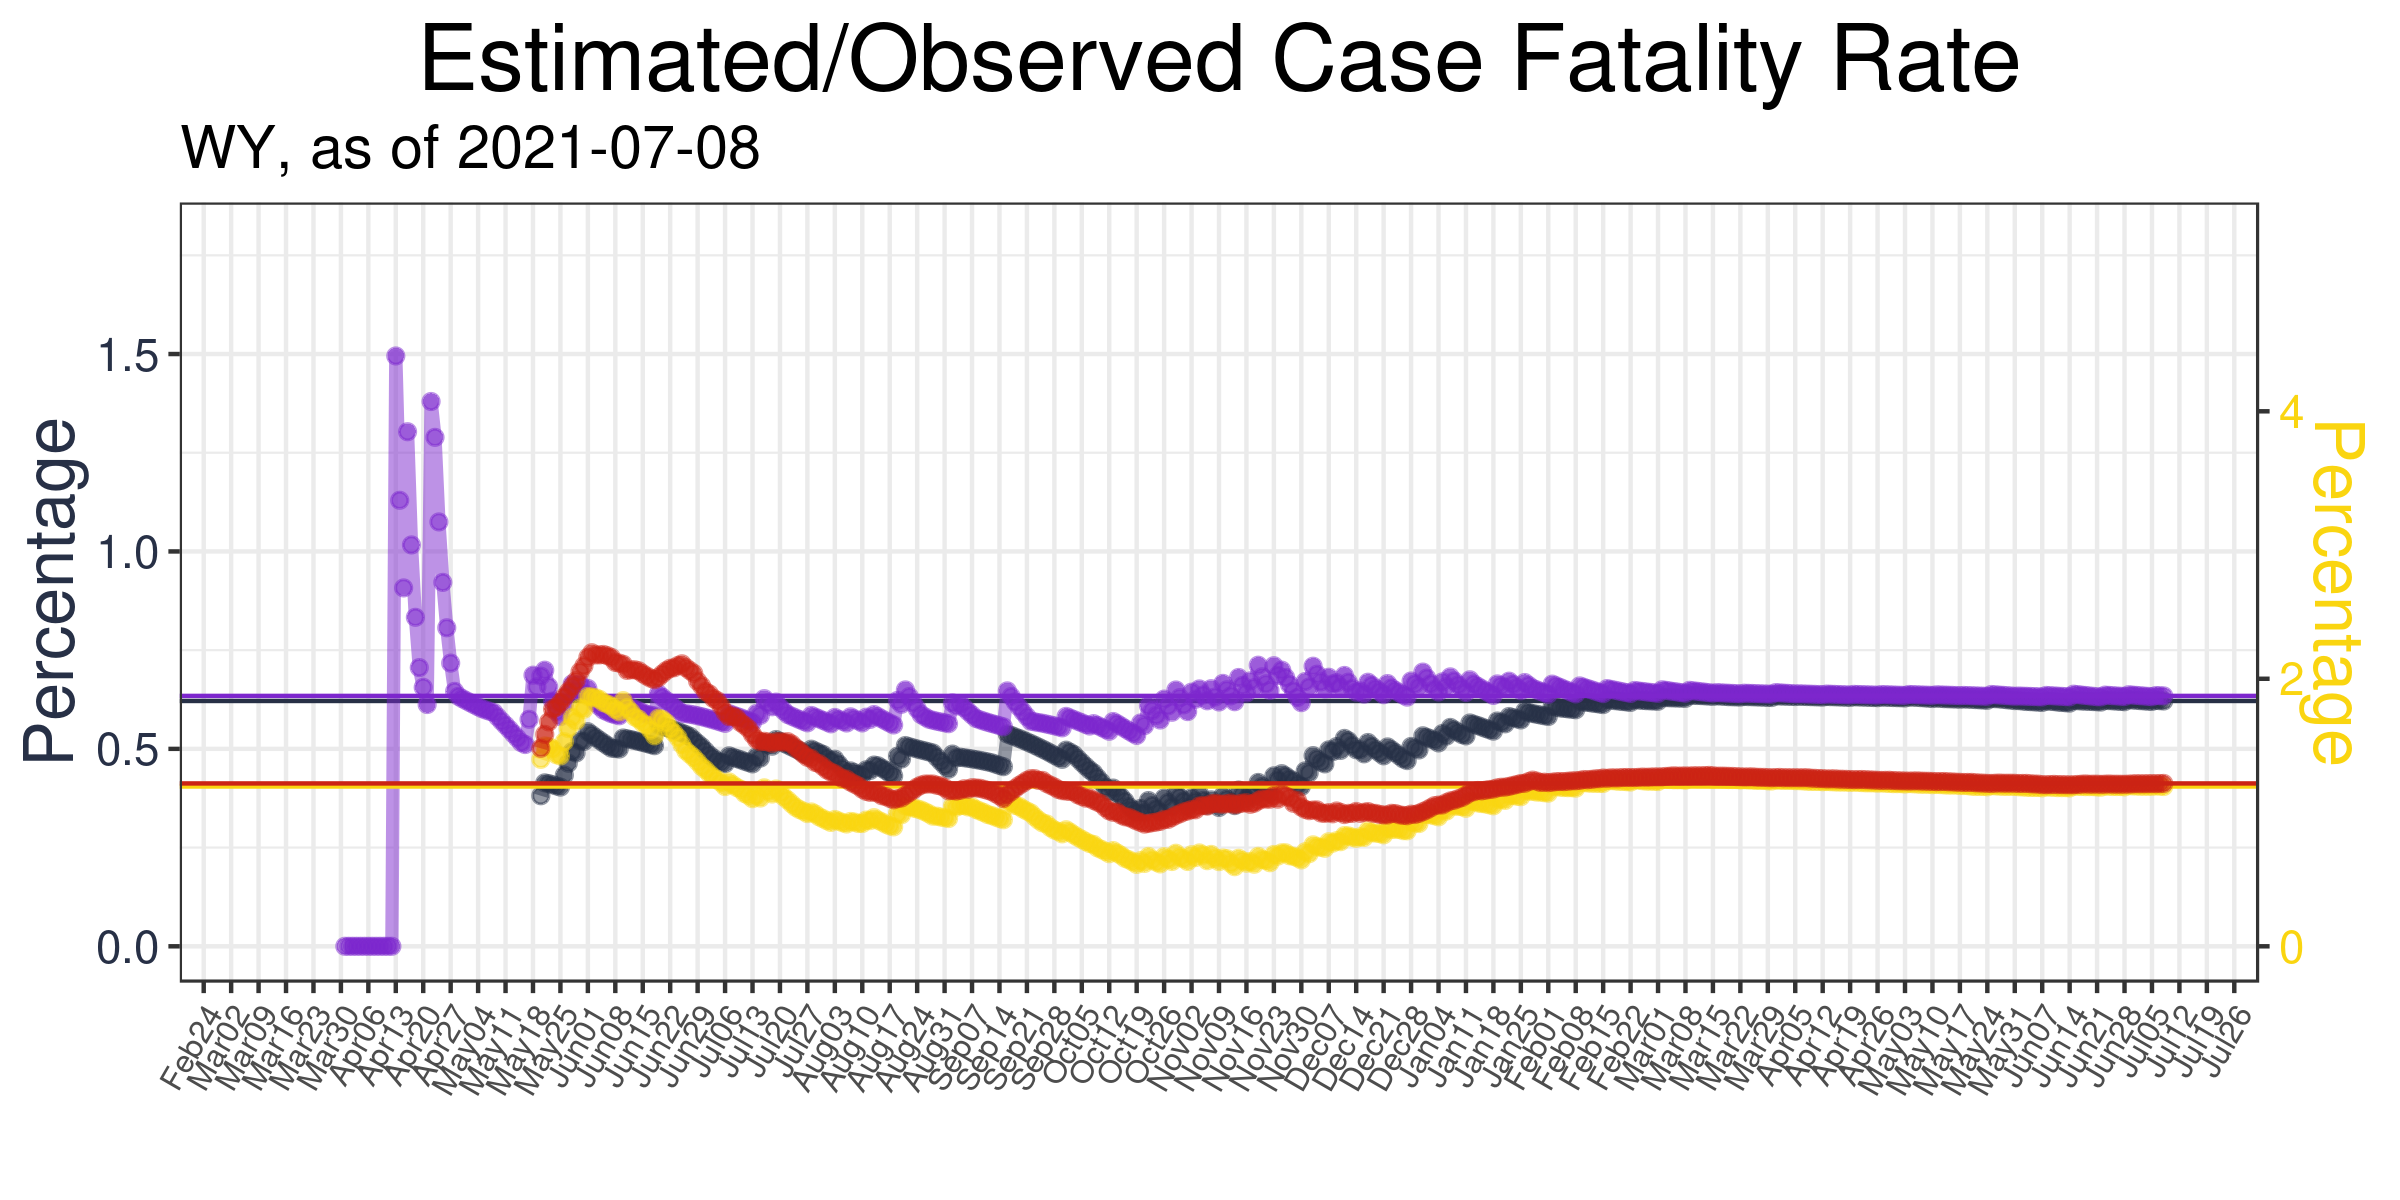 Estimated/Observed Case Fatality Rate
WY, as of 2021-07-08
Percentage
1.5
1.0
0.5
0.0
4
2
0
Percentage
Feb24
Mar02
Mar09
Mar16
Mar23
Mar30
Apr06
Apr13
Apr20
Apr27
May04
May11
May18
May25
Jun01
Jun08
Jun15
Jun22
Jun29
Jul06
Jul13
Jul20
Jul27
Aug03
Aug10
Aug17
Aug24
Aug31
Sep07
Sep14
Sep21
Sep28
Oct05
Oct12
Oct19
Oct26
Nov02
Nov09
Nov16
Nov23
Nov30
Dec07
Dec14
Dec21
Dec28
Jan04
Jan11
Jan18
Jan25
Feb01
Feb08
Feb15
Feb22
Mar01
Mar08
Mar15
Mar22
Mar29
Apr05
Apr12
Apr19
Apr26
May03
May10
May17
May24
May31
Jun07
Jun14
Jun21
Jun28
Jul05
Jul12
Jul19
Jul26